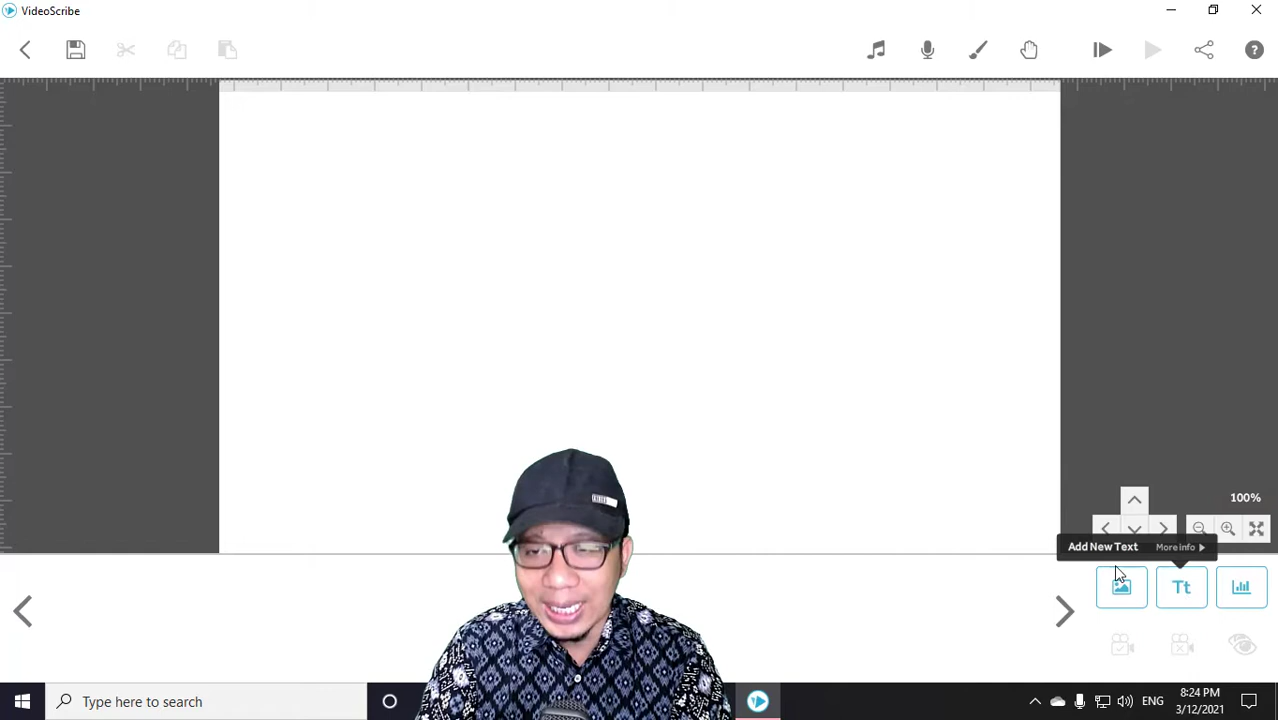 VideoScribe
100%
Add New Text More info
Tt
Type here to search
ENG
8:24 PM
3/12/2021